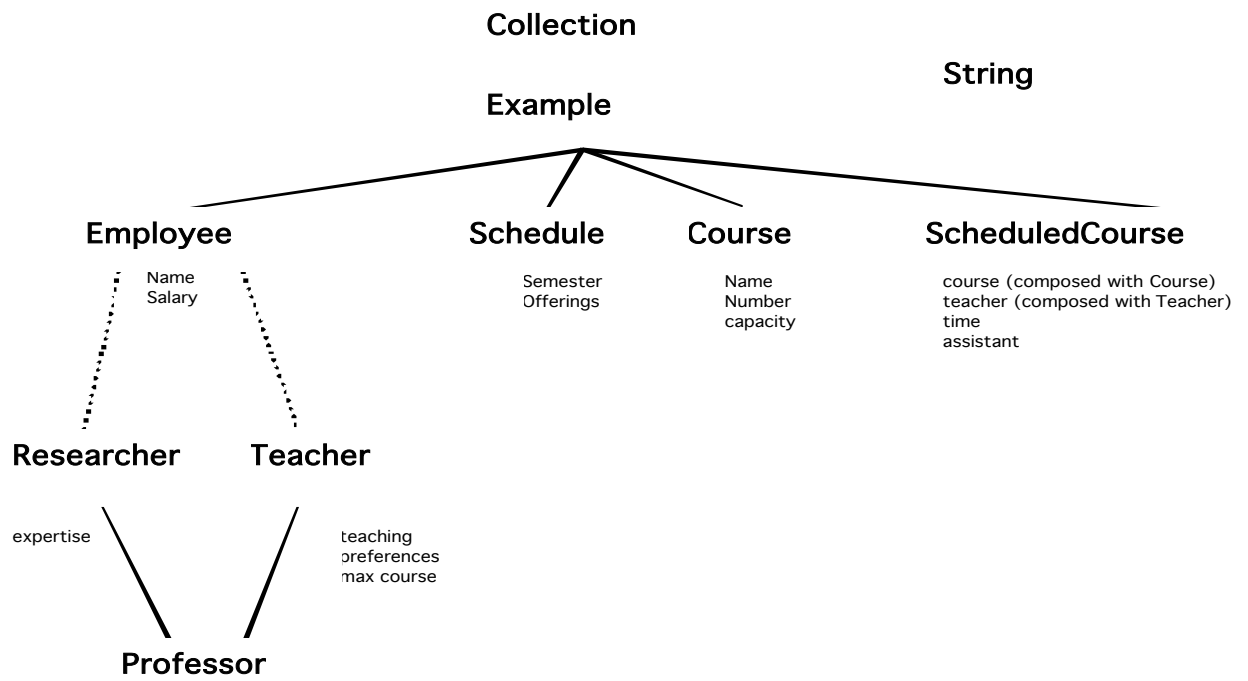 Collection
String
Example
Employee
Schedule
Course
ScheduledCourse
Name
Salary
Semester
Offerings
Name
Number
capacity
course (composed with Course)
teacher (composed with Teacher)
time
assistant
Researcher
Teacher
expertise
teaching
preferences
max course
Professor